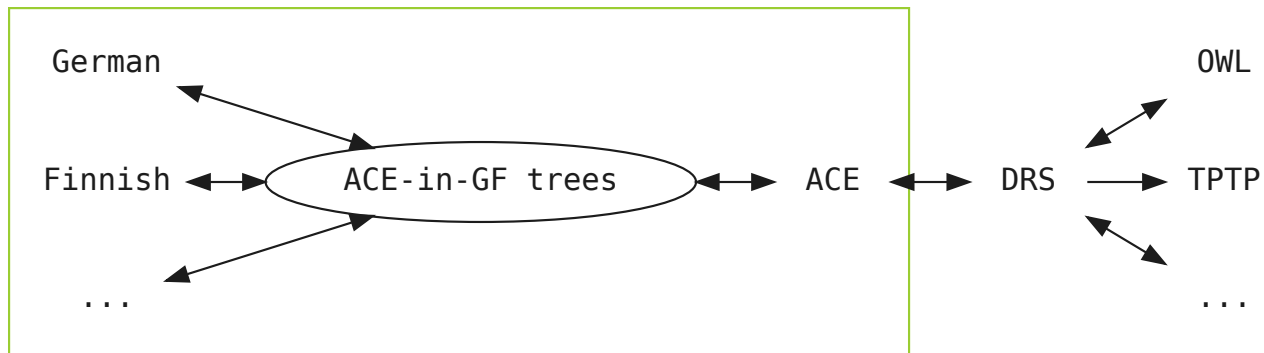 German
OWL
Finnish
ACE-in-GF trees
ACE
DRS
TPTP
...
...